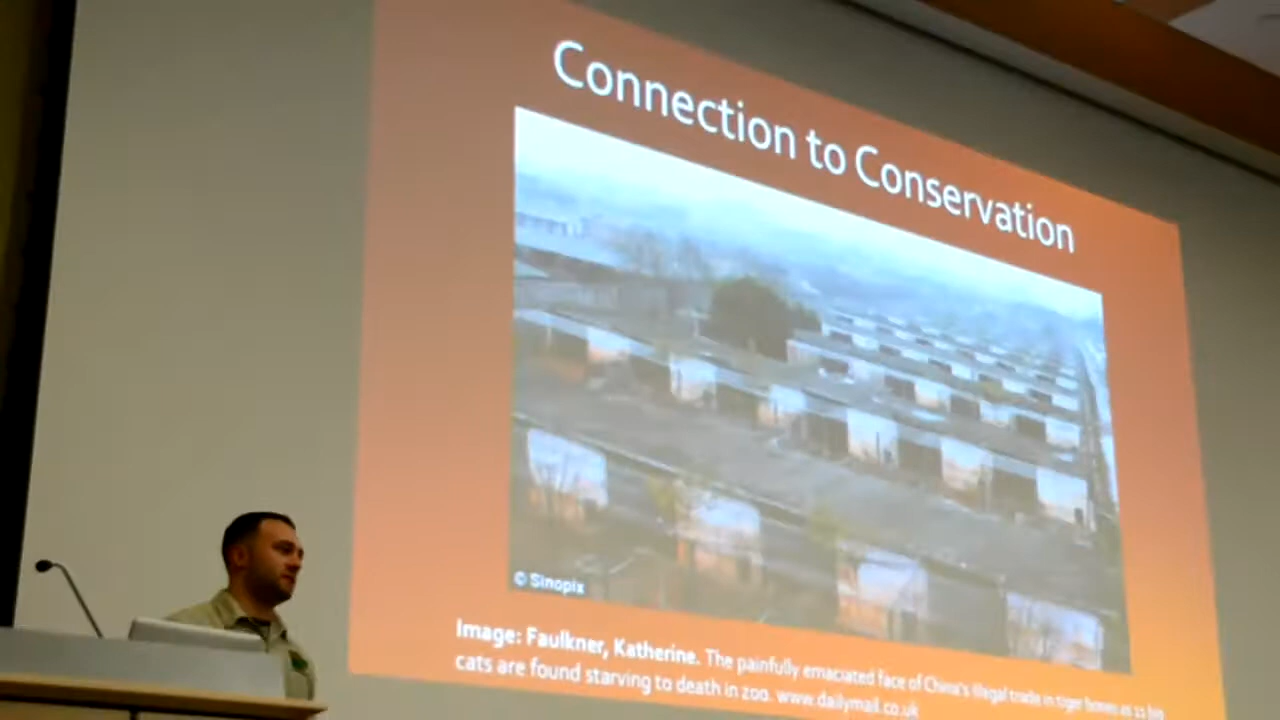 Connection to Conservation
© Sinopix
Image: Faulkner, Katherine. The painfully emaciated face of China's illegal trade in tiger bones as 11 big
cats are found starving to death in zoo. www.dailymail.co.uk